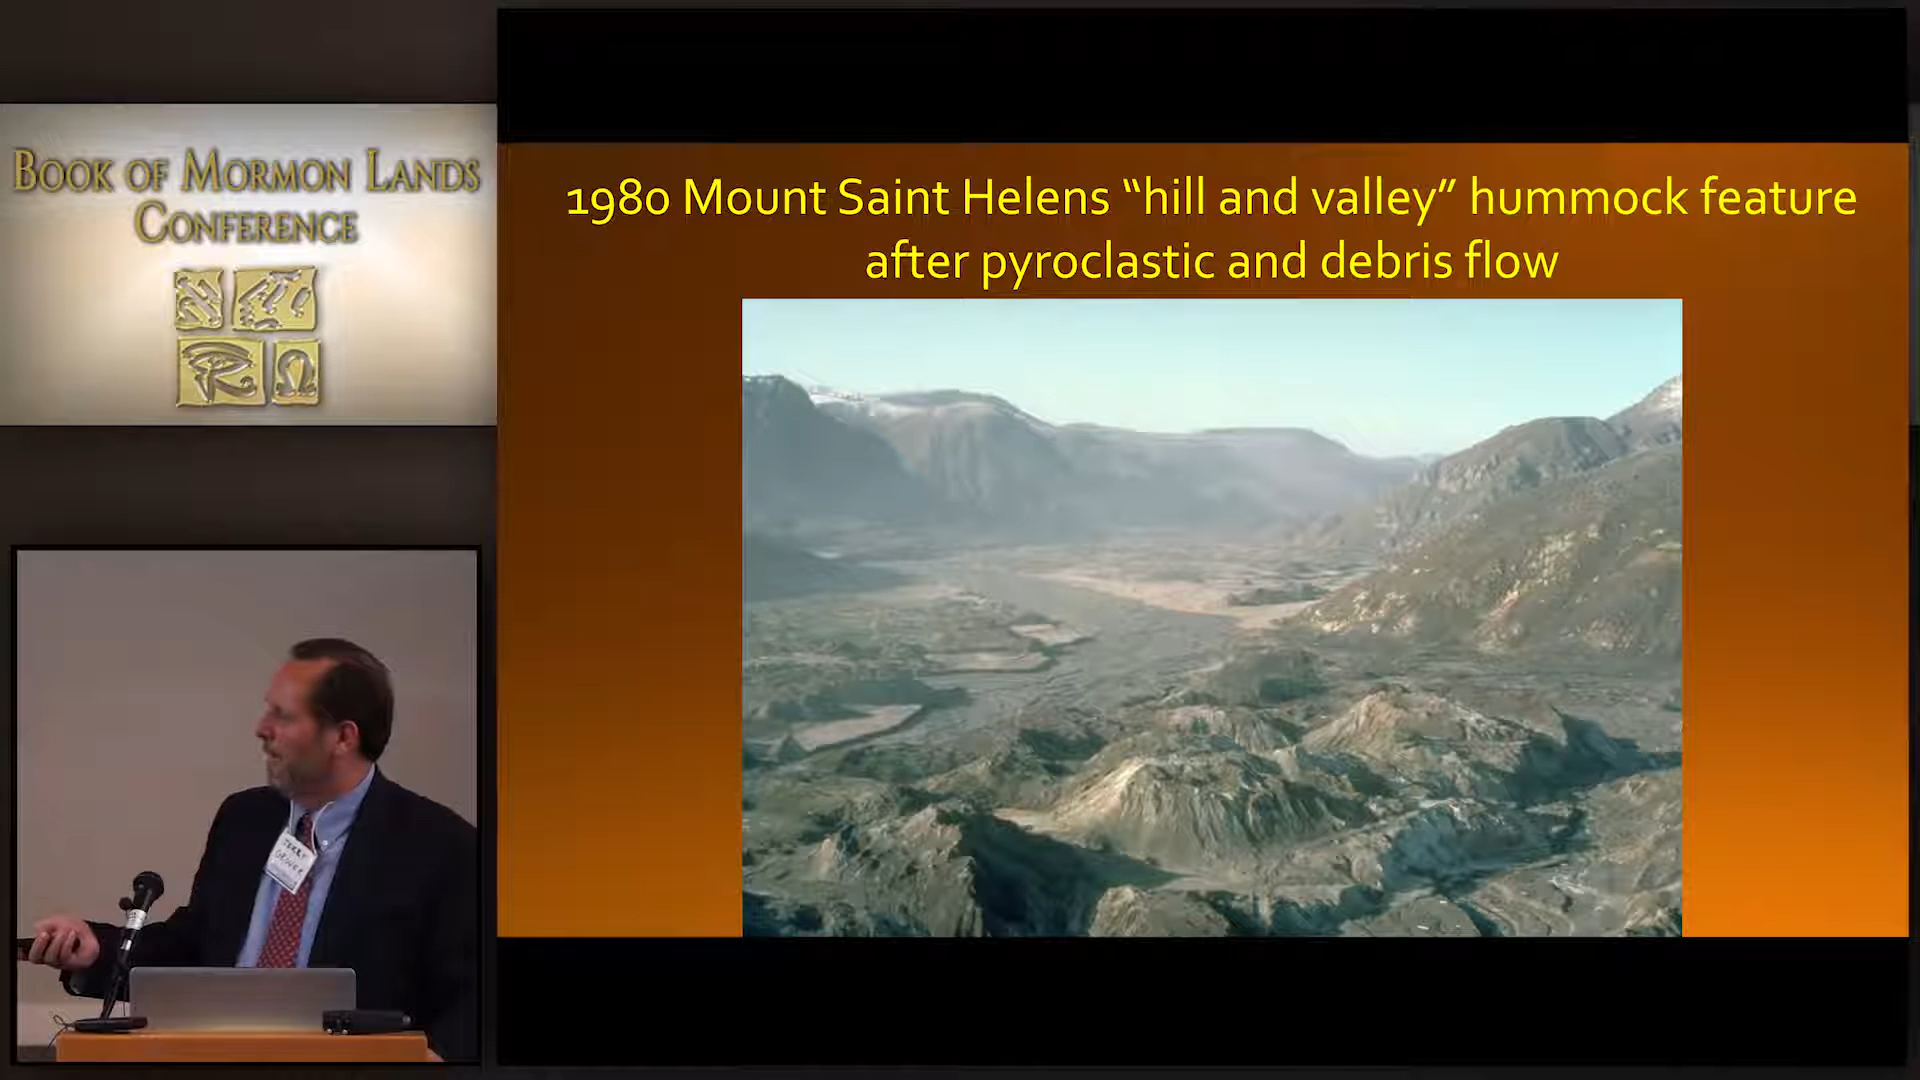 BOOK OF MORMON LANDS
CONFERENCE
1980 Mount Saint Helens “hill and valley” hummock feature
after pyroclastic and debris flow